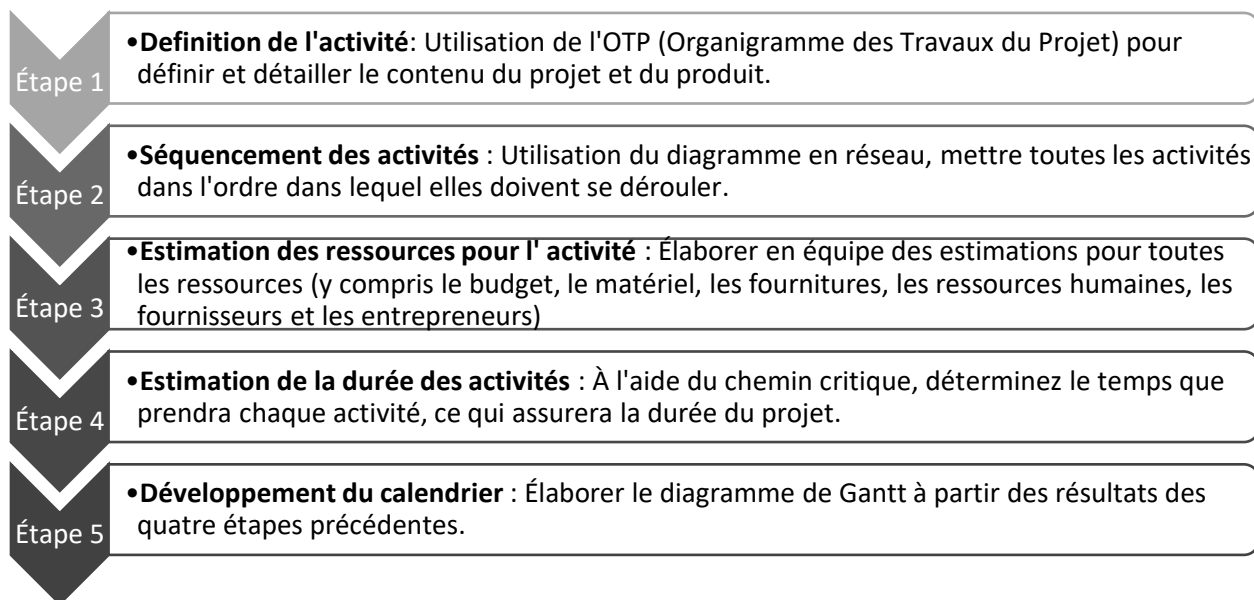 Étape 1
•Definition de l'activité: Utilisation de l'OTP (Organigramme des Travaux du Projet) pour
définir et détailler le contenu du projet et du produit.
Étape 2
•Séquencement des activités : Utilisation du diagramme en réseau, mettre toutes les activités
dans l'ordre dans lequel elles doivent se dérouler.
Étape 3
•Estimation des ressources pour l' activité : Élaborer en équipe des estimations pour toutes
les ressources (y compris le budget, le matériel, les fournitures, les ressources humaines, les
fournisseurs et les entrepreneurs)
Étape 4
•Estimation de la durée des activités : À l'aide du chemin critique, déterminez le temps que
prendra chaque activité, ce qui assurera la durée du projet.
Étape 5
•Développement du calendrier : Élaborer le diagramme de Gantt à partir des résultats des
quatre étapes précédentes.